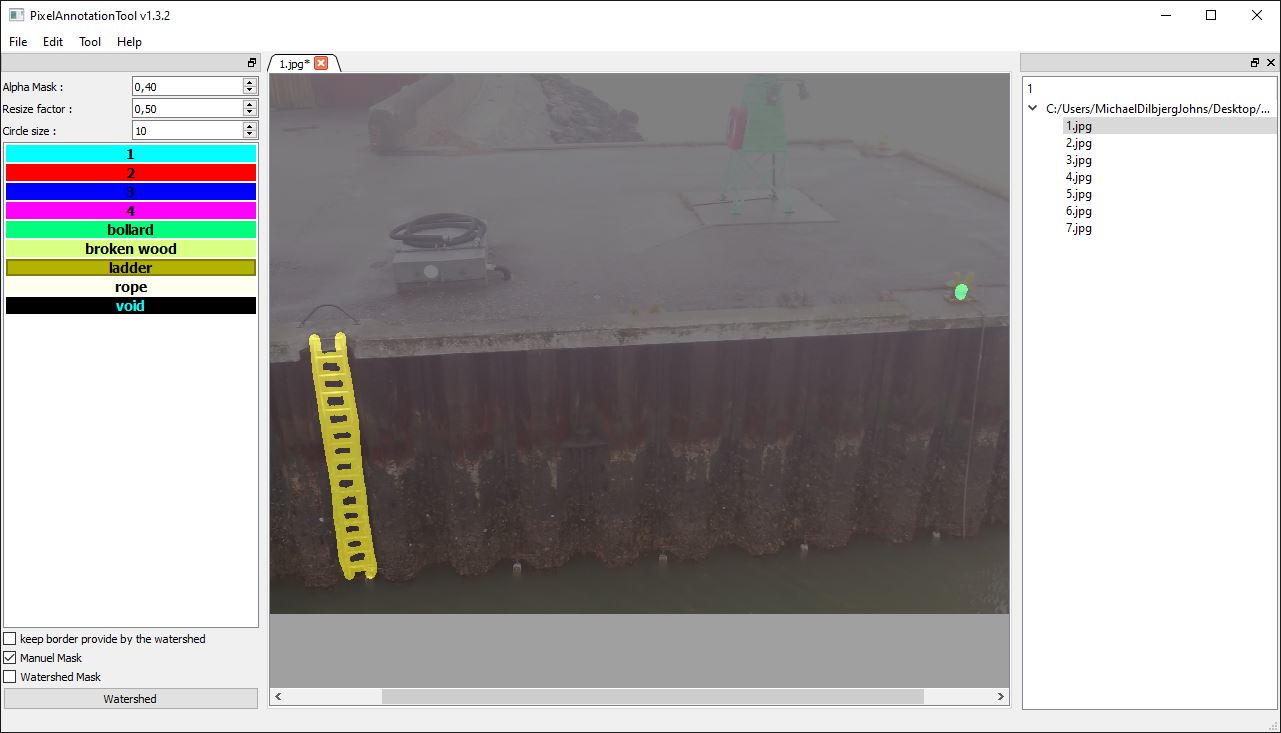 PixelAnnotationTool v1.3.2
File Edit Tool Help
1.jpg*
Alpha Mask : 0,40
Resize factor : 0,50
Circle size : 10
1
2
3
4
bollard
broken wood
ladder
rope
void
keep border provide by the watershed
Manuel Mask
Watershed Mask
Watershed
1
C:/Users/MichaelDilbjergJohns/Desktop/...
1.jpg
2.jpg
3.jpg
4.jpg
5.jpg
6.jpg
7.jpg